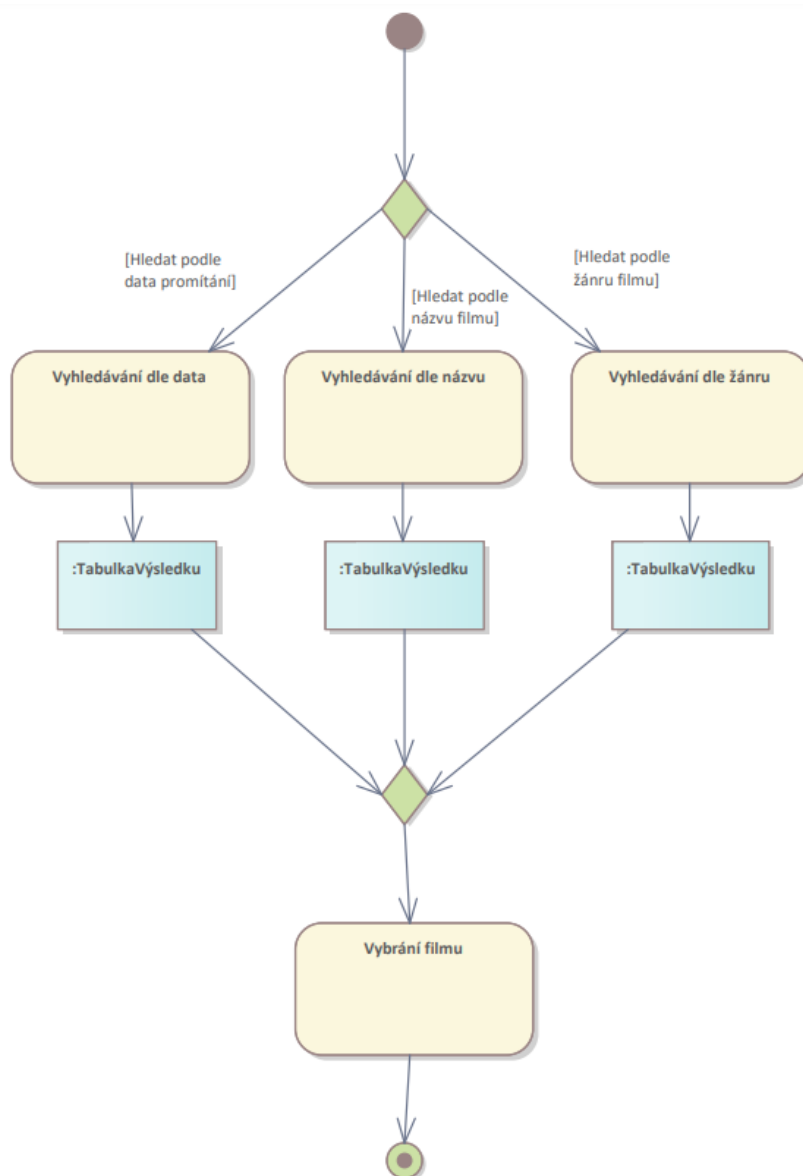 [Hledat podle
data promítání]
[Hledat podle
názvu filmu]
[Hledat podle
žánru filmu]
Vyhledávání dle data
Vyhledávání dle názvu
Vyhledávání dle žánru
:TabulkaVýsledku
:TabulkaVýsledku
:TabulkaVýsledku
Vybrání filmu